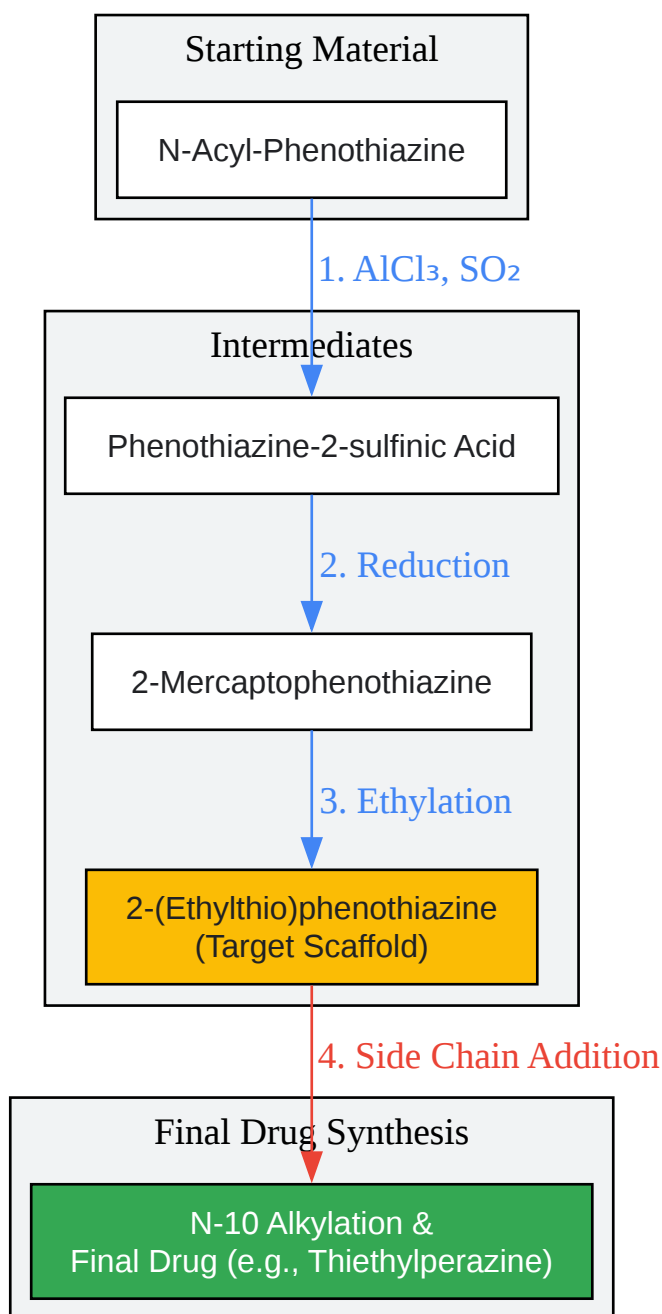 Starting Material
N-Acyl-Phenothiazine
1. AlCl₃, SO₂
Intermediates
Phenothiazine-2-sulfinic Acid
2. Reduction
2-Mercaptophenothiazine
3. Ethylation
2-(Ethylthio)phenothiazine
(Target Scaffold)
4. Side Chain Addition
Final Drug Synthesis
N-10 Alkylation &
Final Drug (e.g., Thiethylperazine)